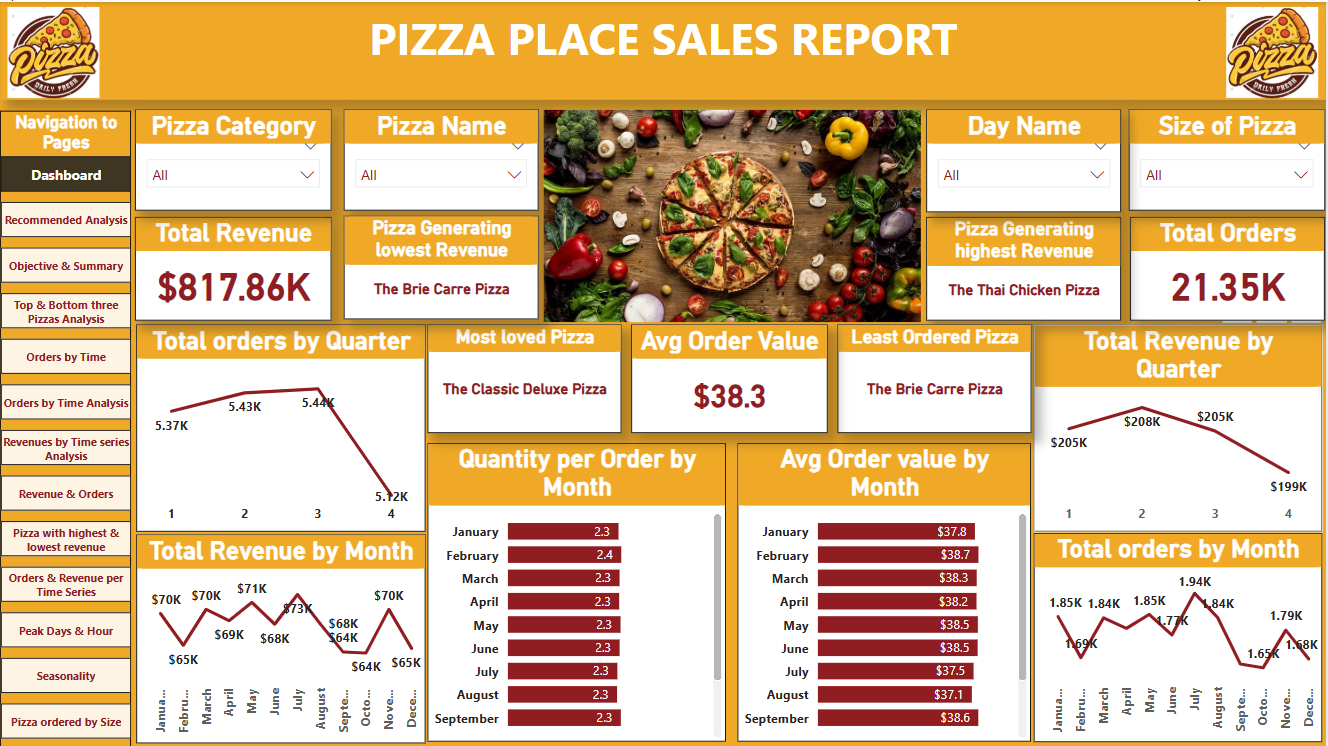 PIZZA PLACE SALES REPORT
Pizza
DAILY FRESH
Pizza
DAILY FRESH
Navigation to
Pages
Dashboard
Recommended Analysis
Objective & Summary
Top & Bottom three
Pizzas Analysis
Orders by Time
Orders by Time Analysis
Revenues by Time series
Analysis
Revenue & Orders
Pizza with highest &
lowest revenue
Orders & Revenue per
Time Series
Peak Days & Hour
Seasonality
Pizza ordered by Size
Pizza Category
All
Pizza Name
All
Day Name
All
Size of Pizza
All
Total Revenue
$817.86K
Pizza Generating
lowest Revenue
The Brie Carre Pizza
Pizza Generating
highest Revenue
The Thai Chicken Pizza
Total Orders
21.35K
Total orders by Quarter
5.37K
5.43K
5.44K
5.12K
1 2 3 4
Most loved Pizza
The Classic Deluxe Pizza
Avg Order Value
$38.3
Least Ordered Pizza
The Brie Carre Pizza
Total Revenue by
Quarter
$205K
$208K
$205K
$199K
1 2 3 4
Total Revenue by Month
$70K
$65K
$70K
$69K
$71K
$68K
$73K
$68K
$64K
$64K
$70K
$65K
Janua...
Febru...
March
April
May
June
July
August
Septe...
Octo...
Nove...
Dece...
Quantity per Order by
Month
January 2.3
February 2.4
March 2.3
April 2.3
May 2.3
June 2.3
July 2.3
August 2.3
September 2.3
Avg Order value by
Month
January $37.8
February $38.7
March $38.3
April $38.2
May $38.5
June $38.5
July $37.5
August $37.1
September $38.6
Total orders by Month
1.85K
1.69K
1.84K
1.85K
1.77K
1.94K
1.84K
1.65K
1.79K
1.68K
Janua...
Febru...
March
April
May
June
July
August
Septe...
Octo...
Nove...
Dece...